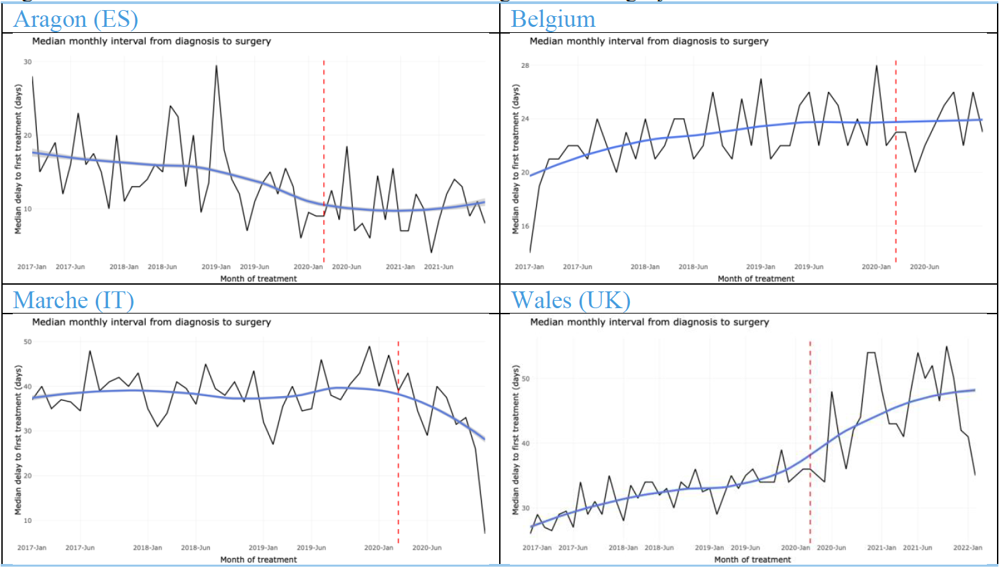 Aragon (ES)
Median monthly interval from diagnosis to surgery
Median delay to first treatment (days)
30
20
10
2017-Jan 2017-Jun 2018-Jan 2018-Jun 2019-Jan 2019-Jun 2020-Jan 2020-Jun 2021-Jan 2021-Jun
Month of treatment
Belgium
Median monthly interval from diagnosis to surgery
Median delay to first treatment (days)
28
24
20
16
2017-Jan 2017-Jun 2018-Jan 2018-Jun 2019-Jan 2019-Jun 2020-Jan 2020-Jun
Month of treatment
Marche (IT)
Median monthly interval from diagnosis to surgery
Median delay to first treatment (days)
50
40
30
20
10
2017-Jan 2017-Jun 2018-Jan 2018-Jun 2019-Jan 2019-Jun 2020-Jan 2020-Jun
Month of treatment
Wales (UK)
Median monthly interval from diagnosis to surgery
Median delay to first treatment (days)
50
40
30
2017-Jan 2017-Jun 2018-Jan 2018-Jun 2019-Jan 2019-Jun 2020-Jan 2020-Jun 2021-Jan 2021-Jun 2022-Jan
Month of treatment